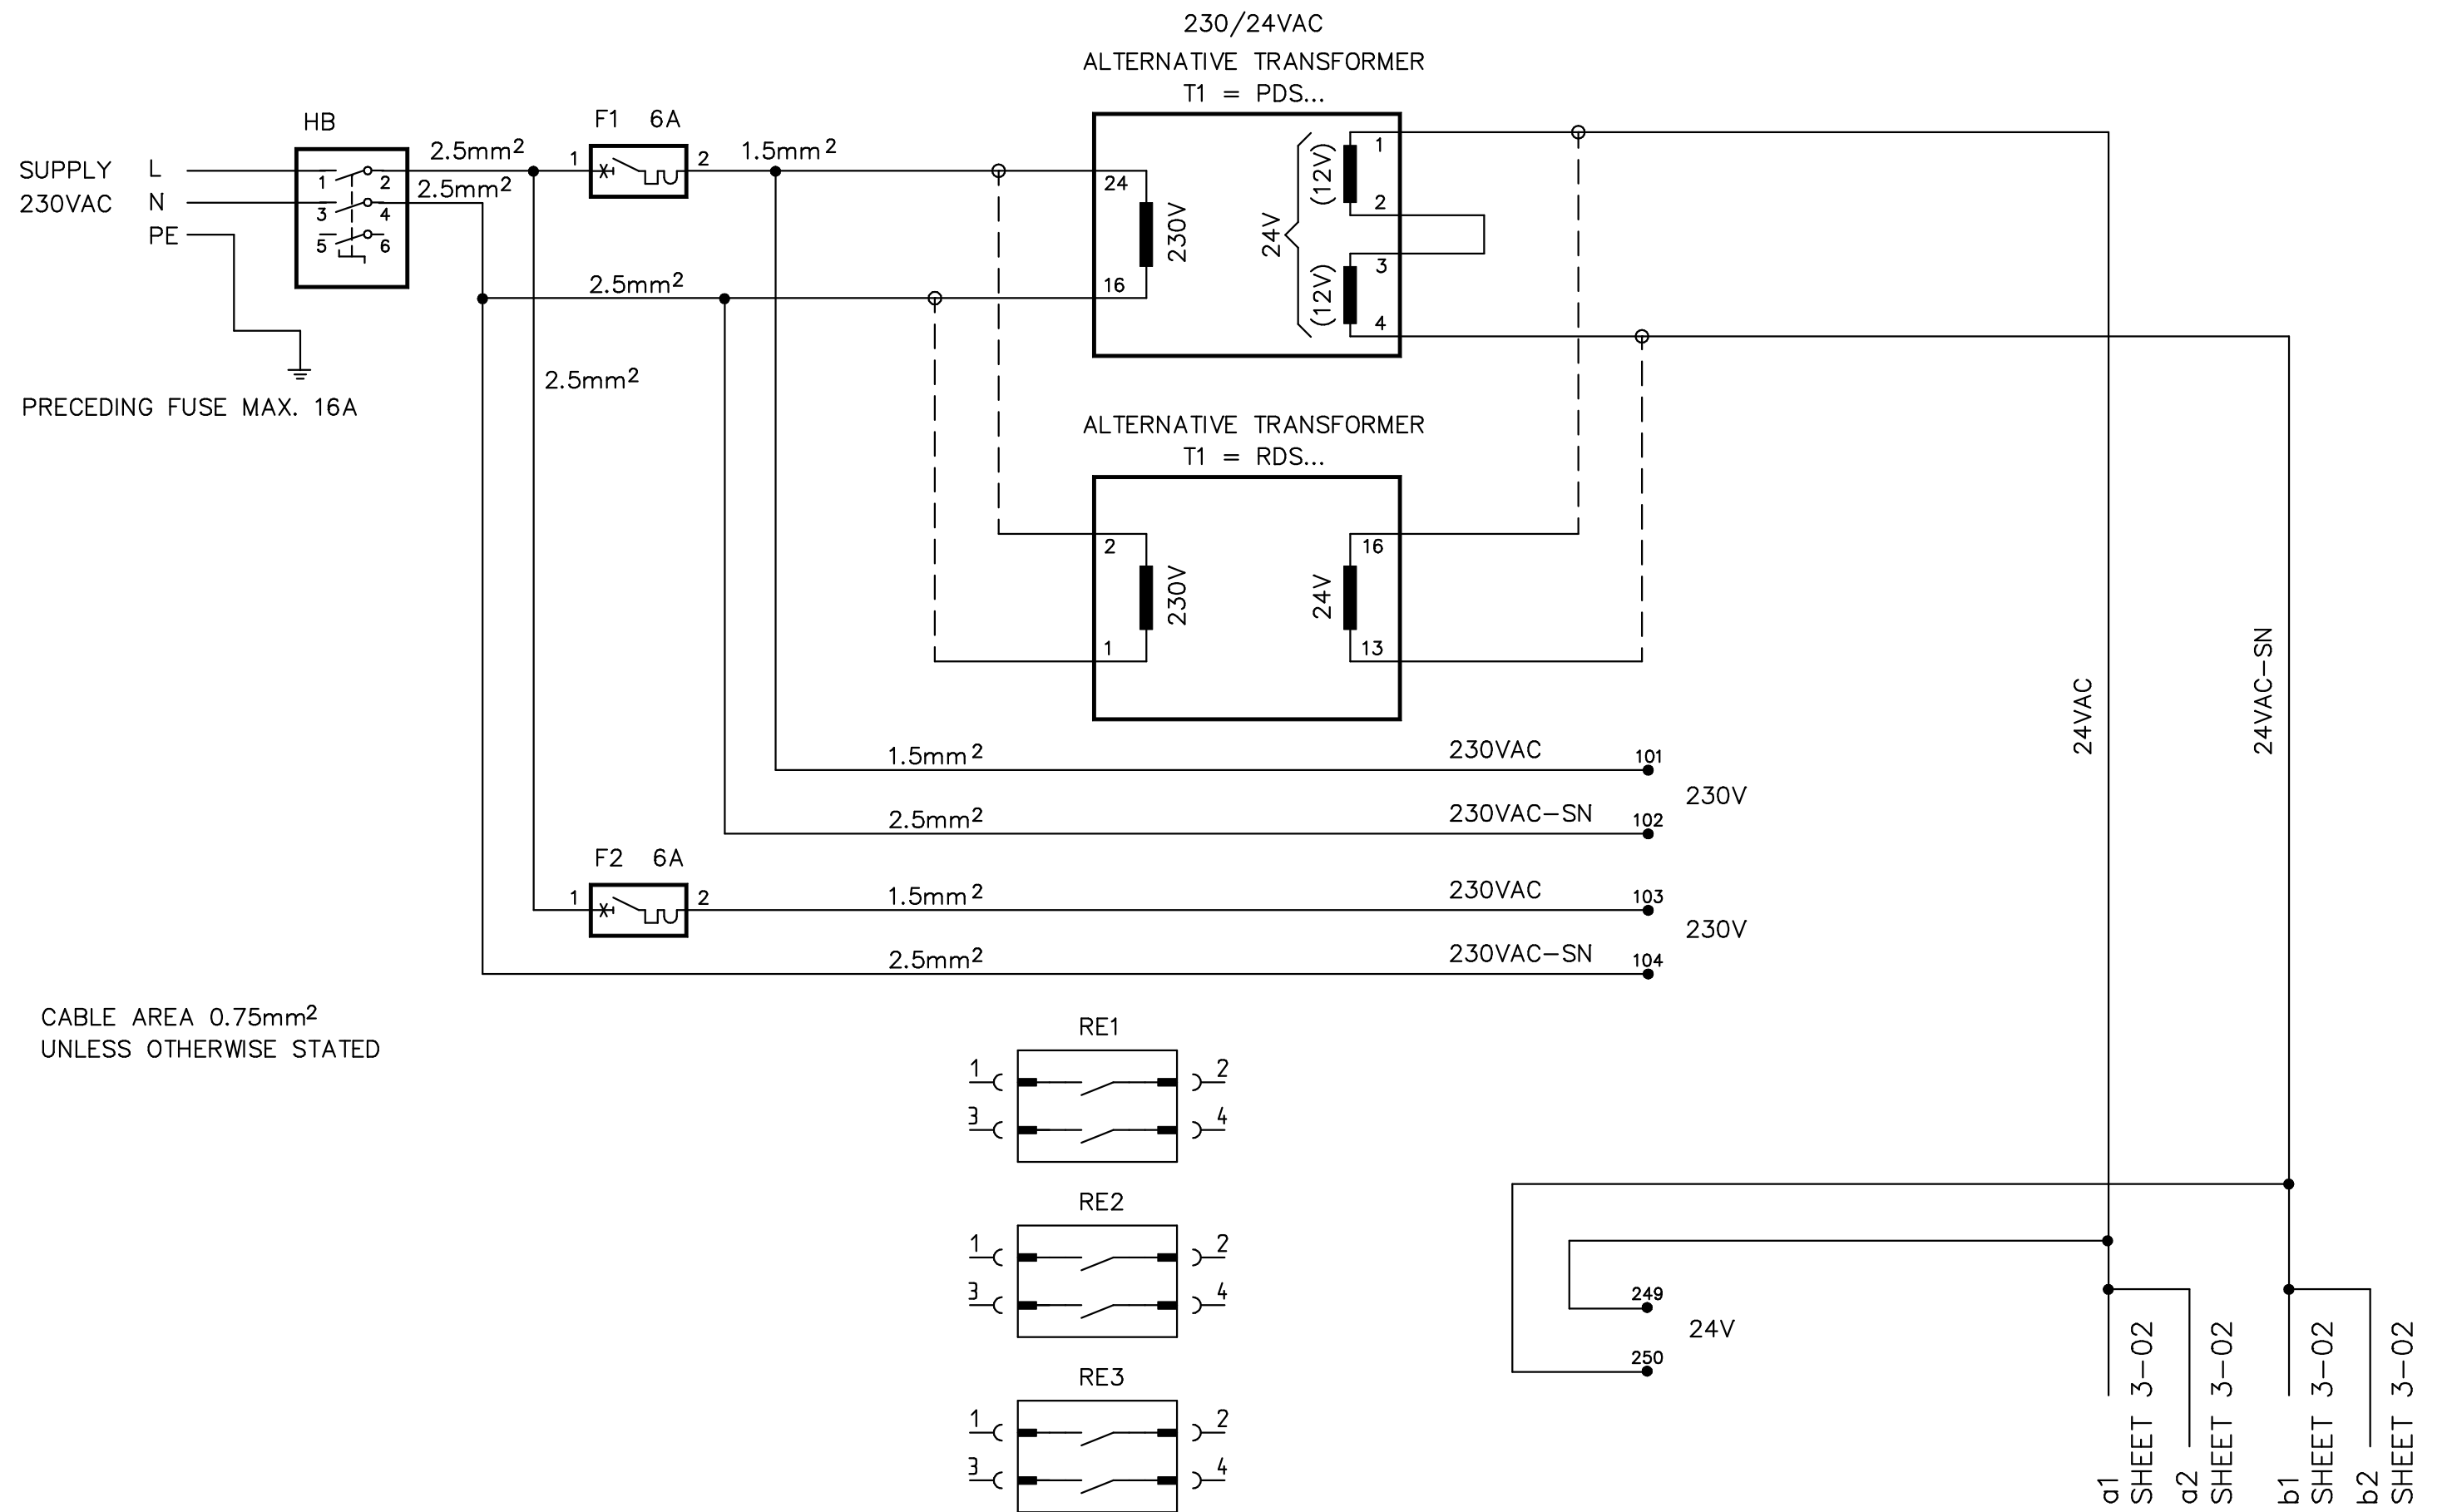 230/24VAC
ALTERNATIVE TRANSFORMER
T1 = PDS...
HB
F1 6A
SUPPLY L
230VAC N
PE
1 2
3 4
5 6
2.5mm²
2.5mm²
1 2
1.5mm²
2.5mm²
2.5mm²
24
16
230V
24V
(12V)
(12V)
1
2
3
4
PRECEDING FUSE MAX. 16A
ALTERNATIVE TRANSFORMER
T1 = RDS...
2
1
230V
24V
16
13
24VAC
24VAC-SN
1.5mm² 230VAC 101
230V
2.5mm² 230VAC-SN 102
F2 6A
1 2
1.5mm² 230VAC 103
230V
2.5mm² 230VAC-SN 104
CABLE AREA 0.75mm²
UNLESS OTHERWISE STATED
RE1
1 2
3 4
RE2
1 2
3 4
RE3
1 2
3 4
249
24V
250
a1
SHEET 3-02
a2
SHEET 3-02
b1
SHEET 3-02
b2
SHEET 3-02